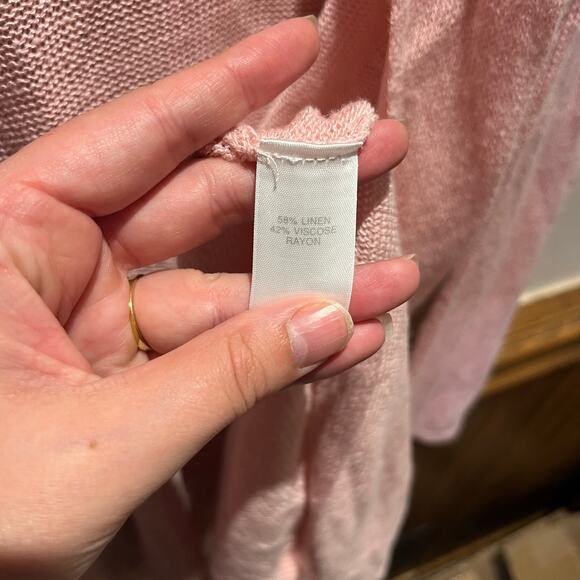 58% LINEN
42% VISCOSE
RAYON